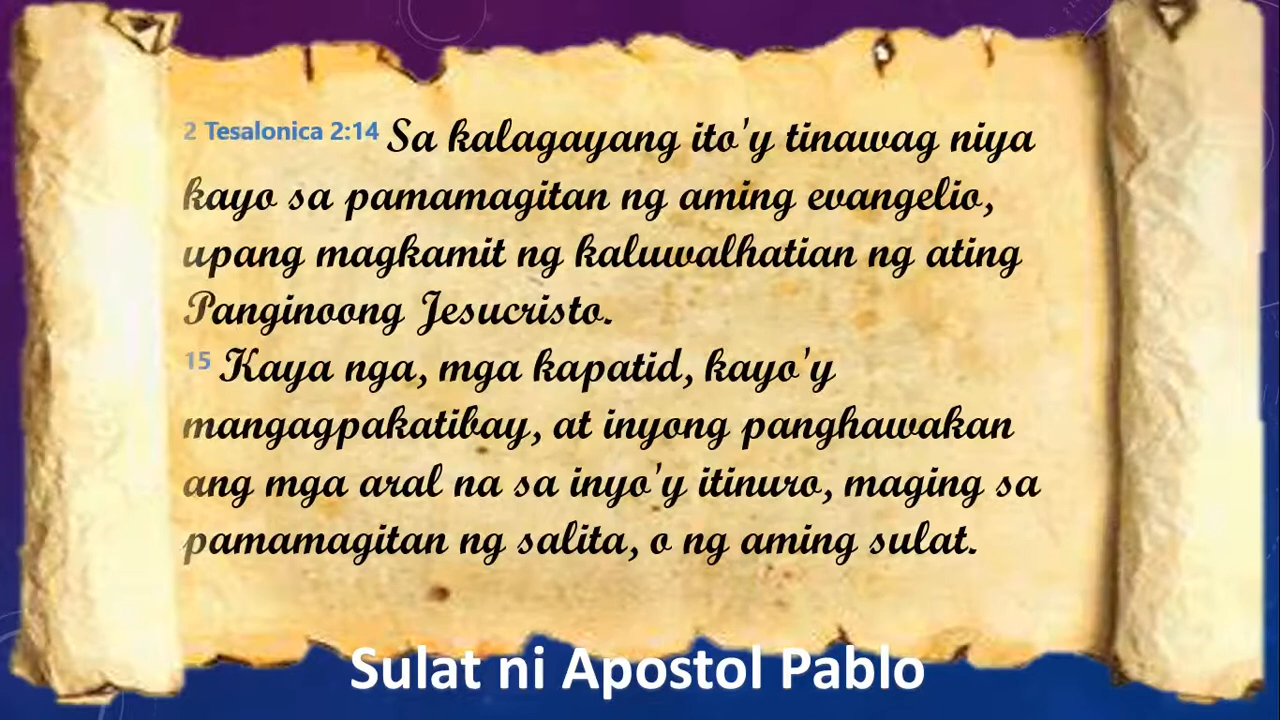 2 Tesalonica 2:14 Sa kalagayang ito'y tinawag niya
kayo sa pamamagitan ng aming evangelio,
upang magkamit ng kaluwalhatian ng ating
Panginoong Jesucristo.
15 Kaya nga, mga kapatid, kayo'y
mangagpakatibay, at inyong panghawakan
ang mga aral na sa inyo'y itinuro, maging sa
pamamagitan ng salita, o ng aming sulat.
Sulat ni Apostol Pablo